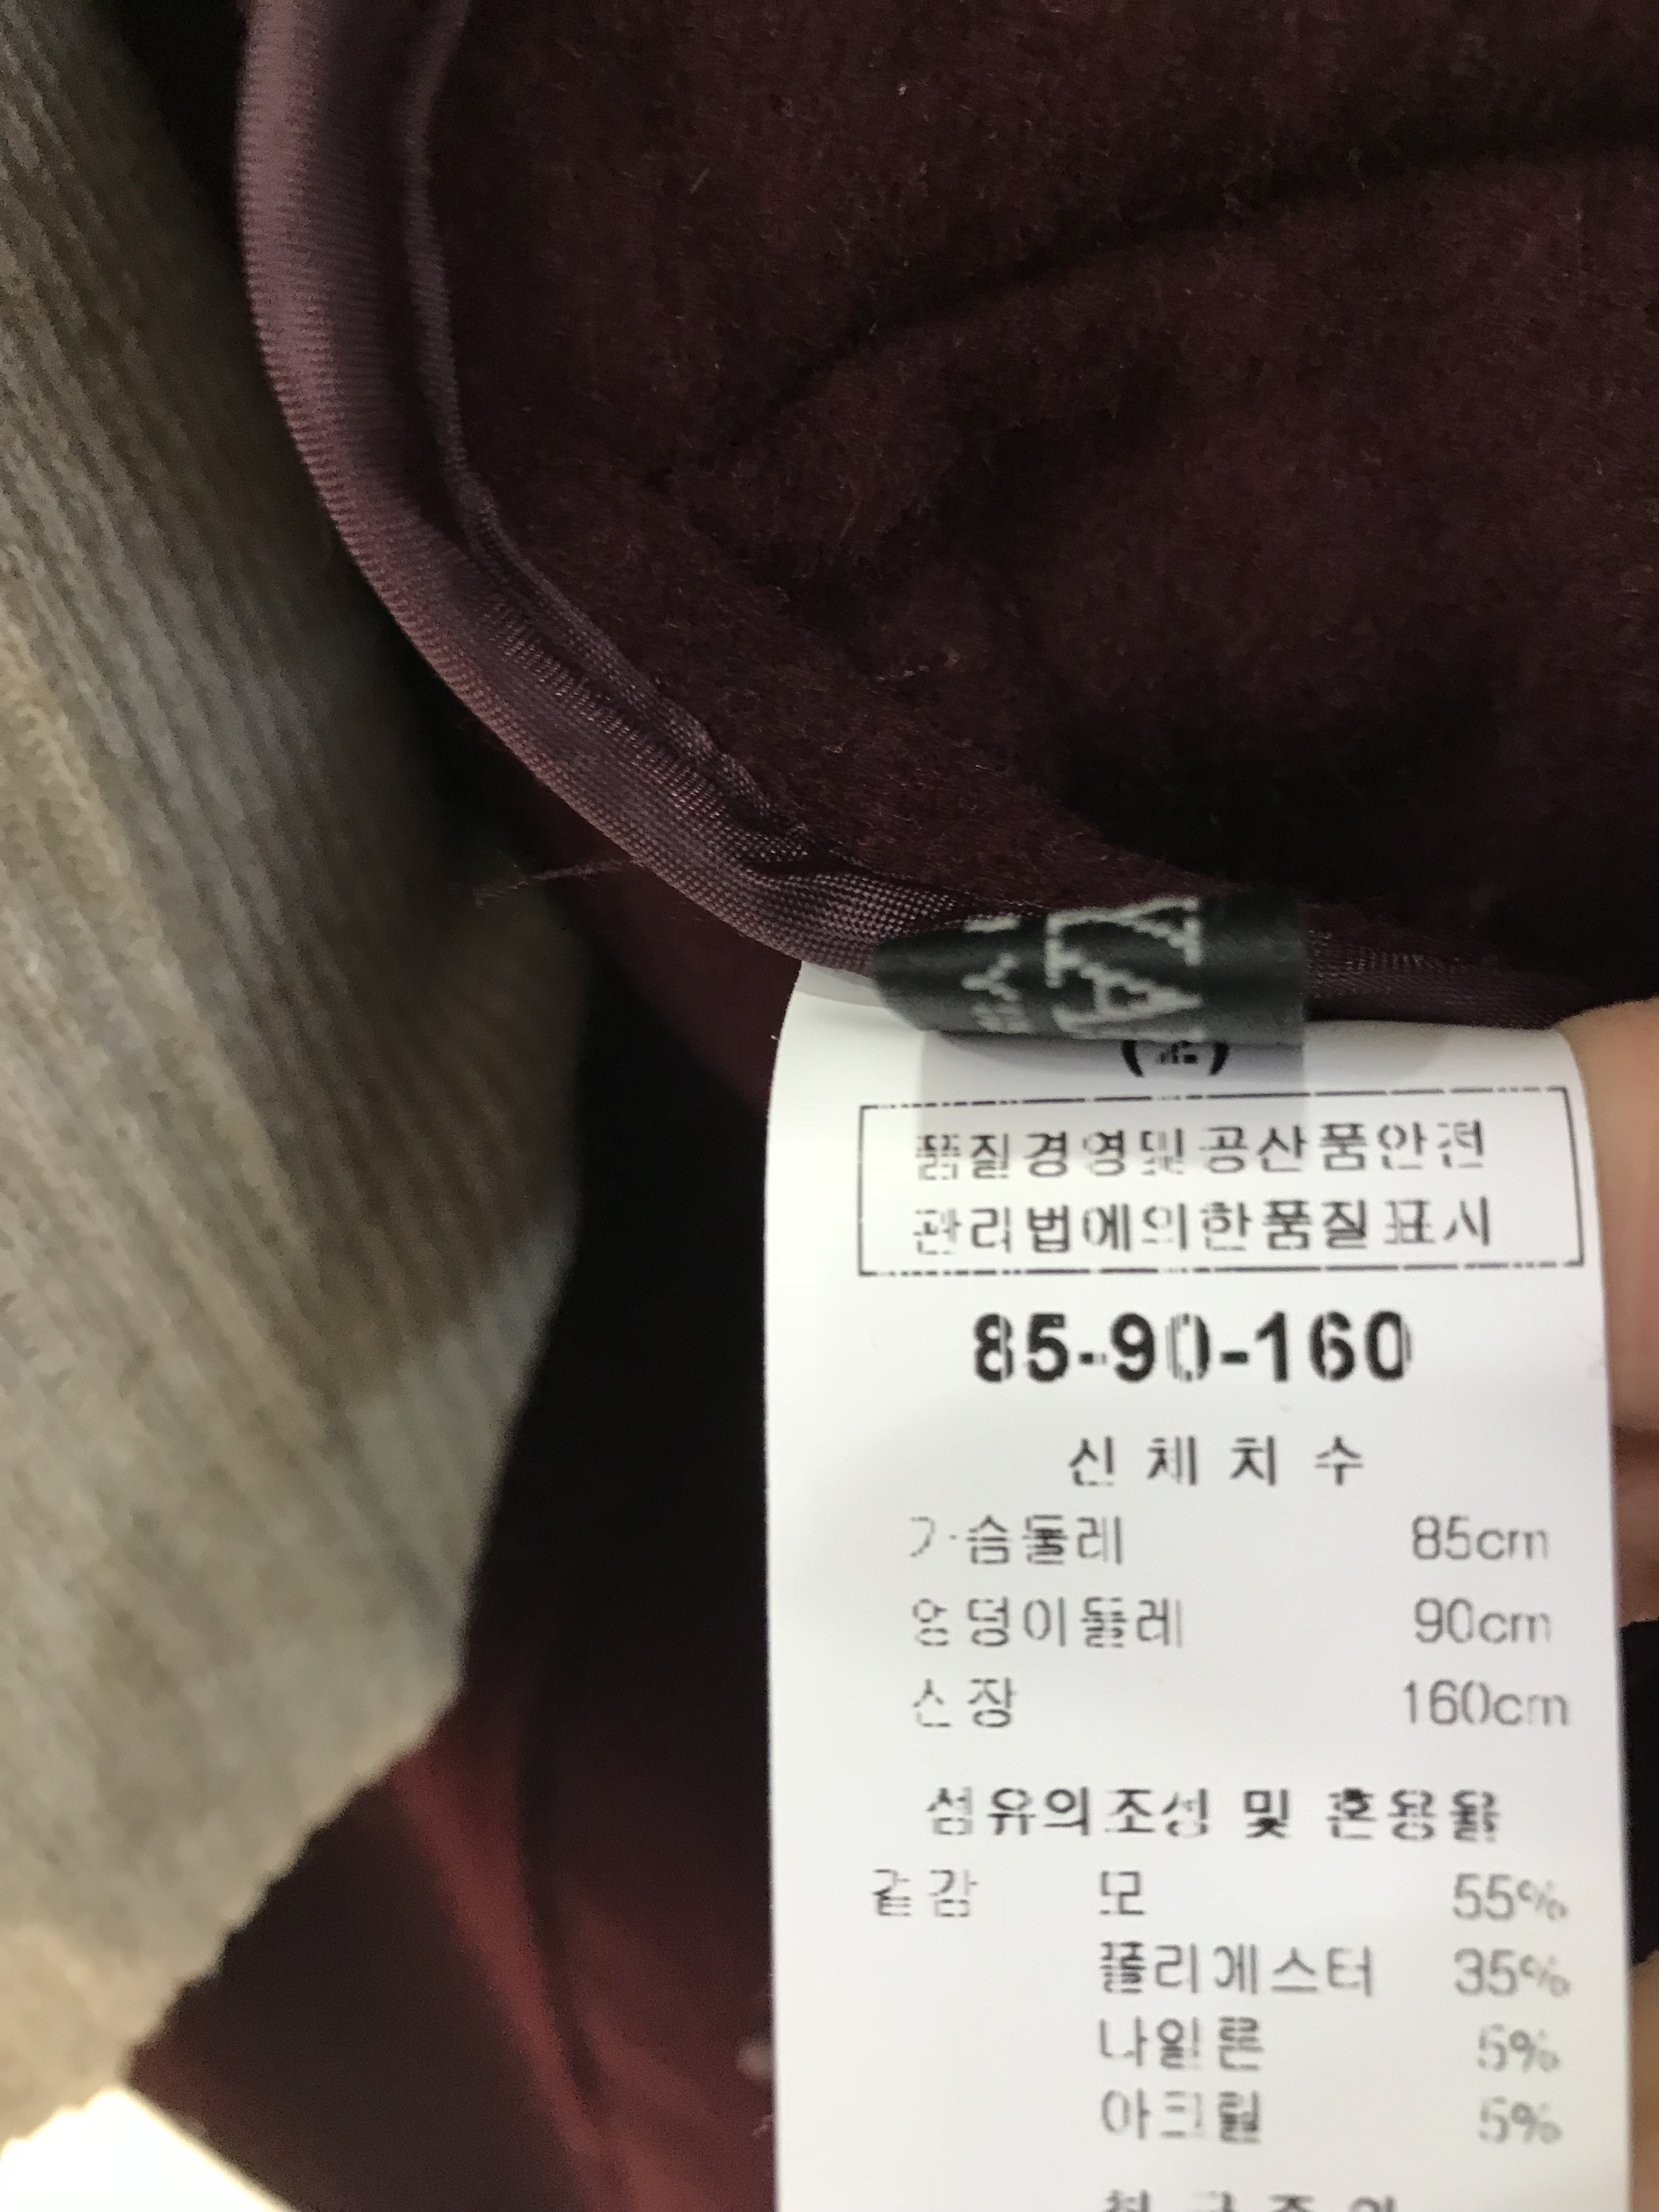 품질경영및공산품안전
관리법에의한품질표시
85-90-160
신체치수
가슴둘레 85cm
엉덩이둘레 90cm
신장 160cm
섬유의조성 및 혼용율
겉감 모 55%
폴리에스터 35%
나일론 5%
아크릴 5%